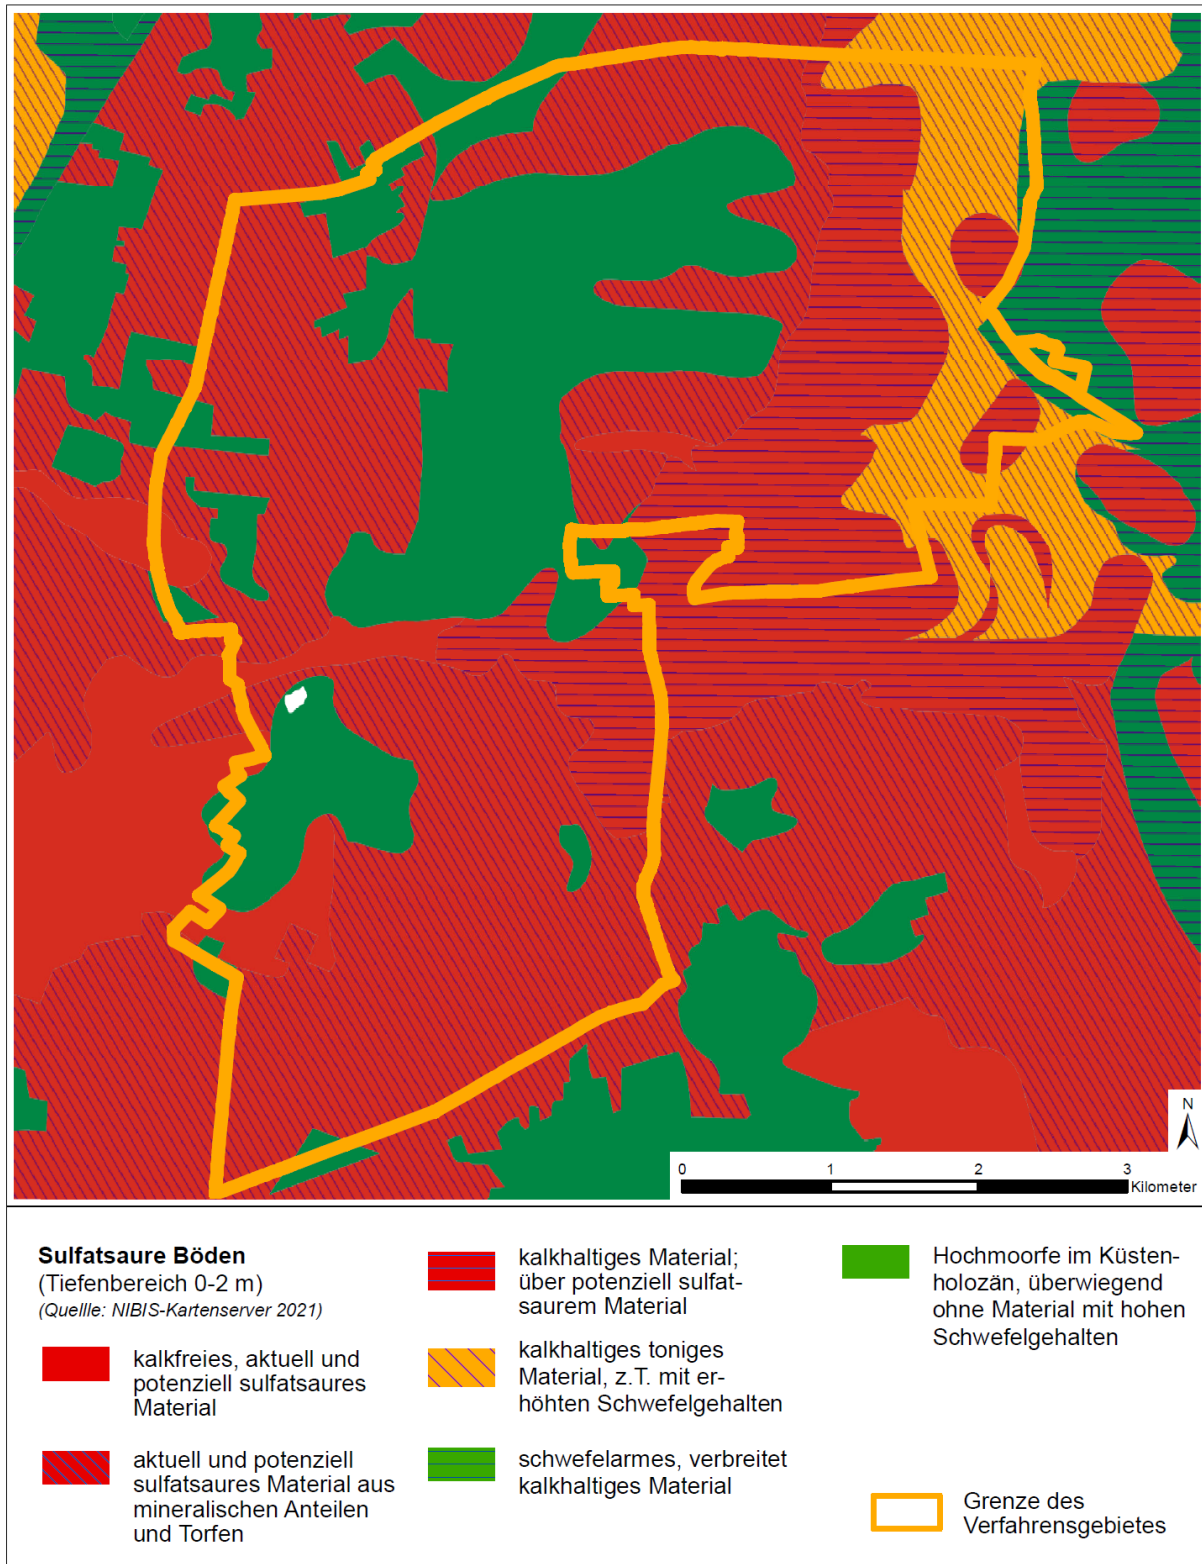 N
0 1 2 3
Kilometer
Sulfatsaure Böden
(Tiefenbereich 0-2 m)
(Quellle: NIBIS-Kartenserver 2021)
kalkfreies, aktuell und
potenziell sulfatsaures
Material
aktuell und potenziell
sulfatsaures Material aus
mineralischen Anteilen
und Torfen
kalkhaltiges Material;
über potenziell sulfat-
saurem Material
kalkhaltiges toniges
Material, z.T. mit er-
höhten Schwefelgehalten
schwefelarmes, verbreitet
kalkhaltiges Material
Hochmoorfe im Küsten-
holozän, überwiegend
ohne Material mit hohen
Schwefelgehalten
Grenze des
Verfahrensgebietes